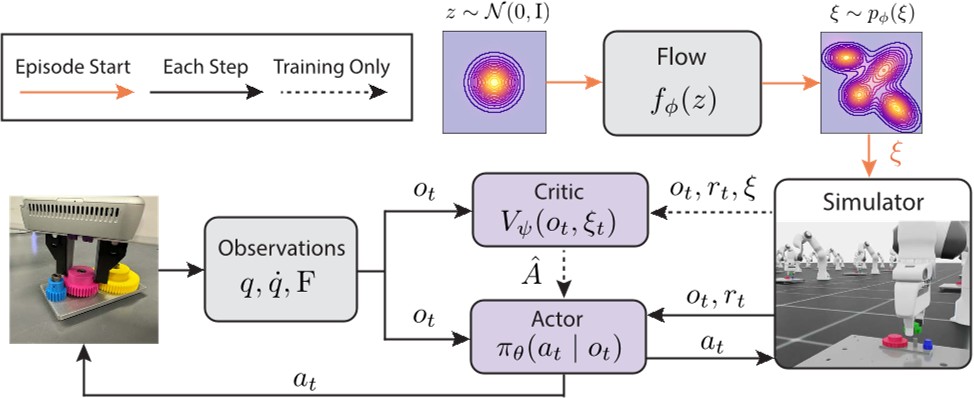 z ∼ 𝒩(0, I)
ξ ∼ p_ϕ(ξ)
Episode Start
Each Step
Training Only
Flow
f_ϕ(z)
ξ
o_t
Critic
V_ψ(o_t, ξ_t)
o_t, r_t, ξ
Simulator
Observations
q, q̇, F
Â
o_t
Actor
π_θ(a_t | o_t)
o_t, r_t
a_t
a_t